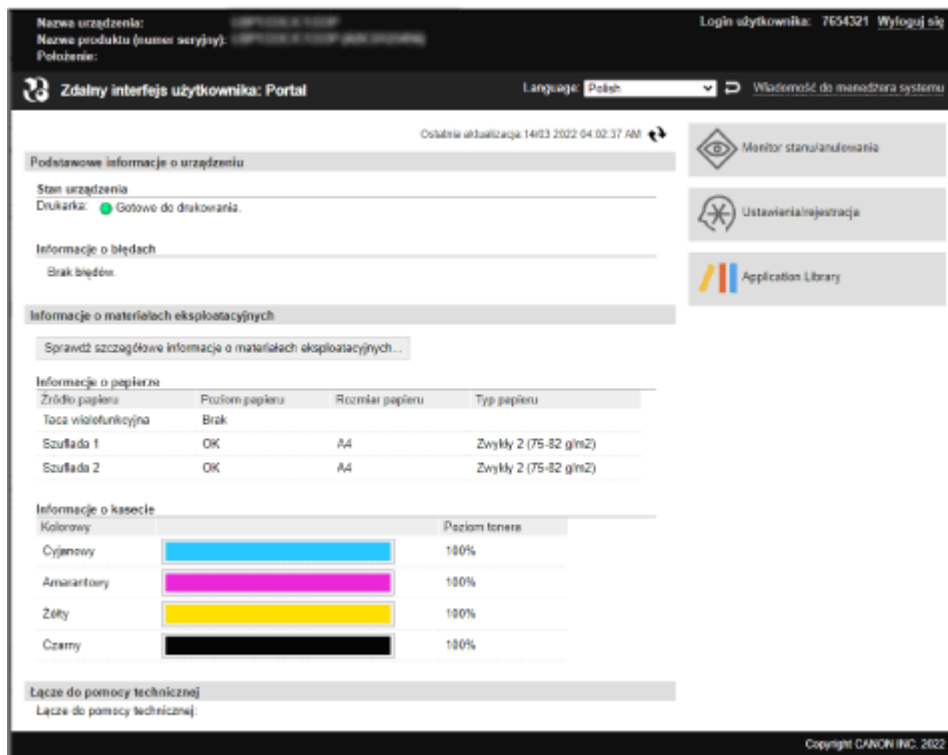 Nazwa urządzenia:
Nazwa produktu (numer seryjny):
Położenie:
Login użytkownika: 7654321 Wyloguj się
Zdalny interfejs użytkownika: Portal
Language: Polish
Wiadomość do menedżera systemu
Ostatnia aktualizacja:14/03 2022 04:02:37 AM
Podstawowe informacje o urządzeniu
Stan urządzenia
Drukarka: Gotowe do drukowania.
Informacje o błędach
Brak błędów.
Informacje o materiałach eksploatacyjnych
Sprawdź szczegółowe informacje o materiałach eksploatacyjnych...
Informacje o papierze
Źródło papieru Poziom papieru Rozmiar papieru Typ papieru
Taca wielofunkcyjna Brak
Szuflada 1 OK A4 Zwykły 2 (75-82 g/m2)
Szuflada 2 OK A4 Zwykły 2 (75-82 g/m2)
Informacje o kasecie
Kolorowy Poziom tonera
Cyjanowy 100%
Amarantowy 100%
Żółty 100%
Czarny 100%
Łącze do pomocy technicznej
Łącze do pomocy technicznej:
Monitor stanu/anulowanie
Ustawienia/rejestracja
Application Library
Copyright CANON INC. 2022